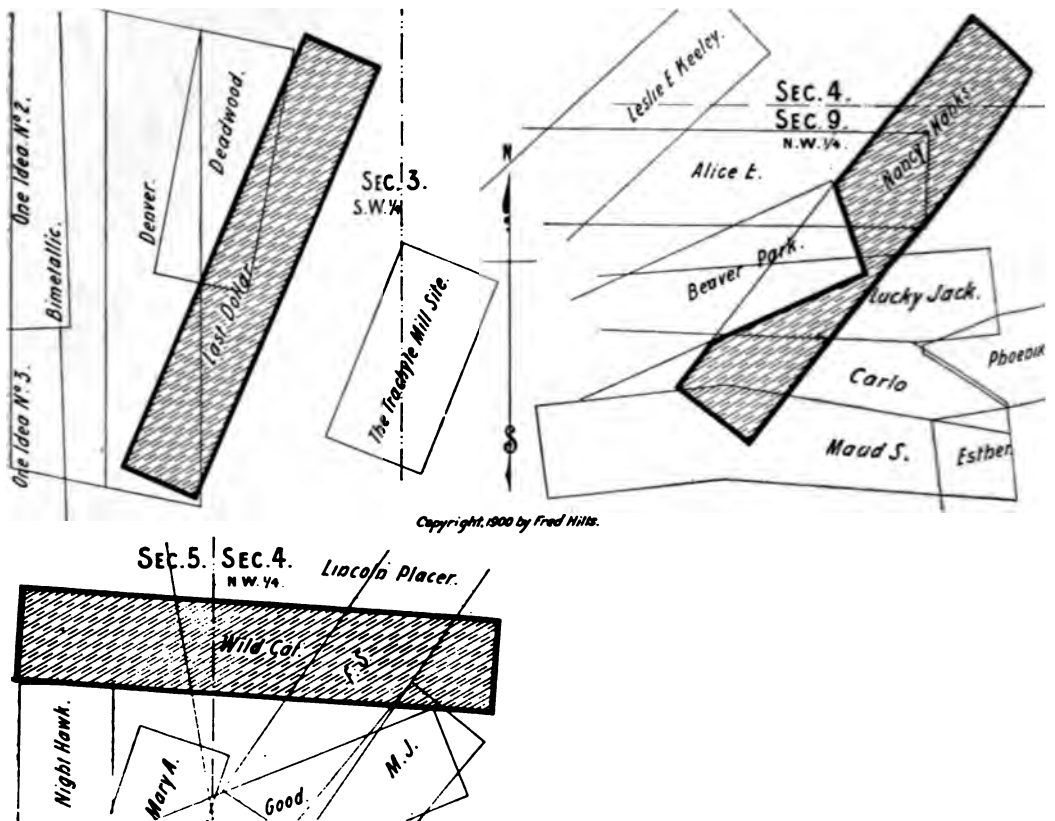 One Idea No. 2.
Bimetallic.
One Idea No. 3.
Denver.
Deadwood.
Last Dollar.
SEC. 3.
S.W. ¼
The Trachyte Mill Site.
N
S
Leslie E Keeley.
SEC. 4.
SEC. 9.
N.W. ¼
Nancy Hanks.
Alice E.
Beaver Park.
Lucky Jack.
Phoenix
Carlo
Maud S.
Esther.
Copyright, 1900 by Fred Hills.
SEC. 5. SEC. 4.
N W. ¼
Lincoln Placer.
Wild Cat.
Night Hawk.
Mary A.
Good.
M. J.